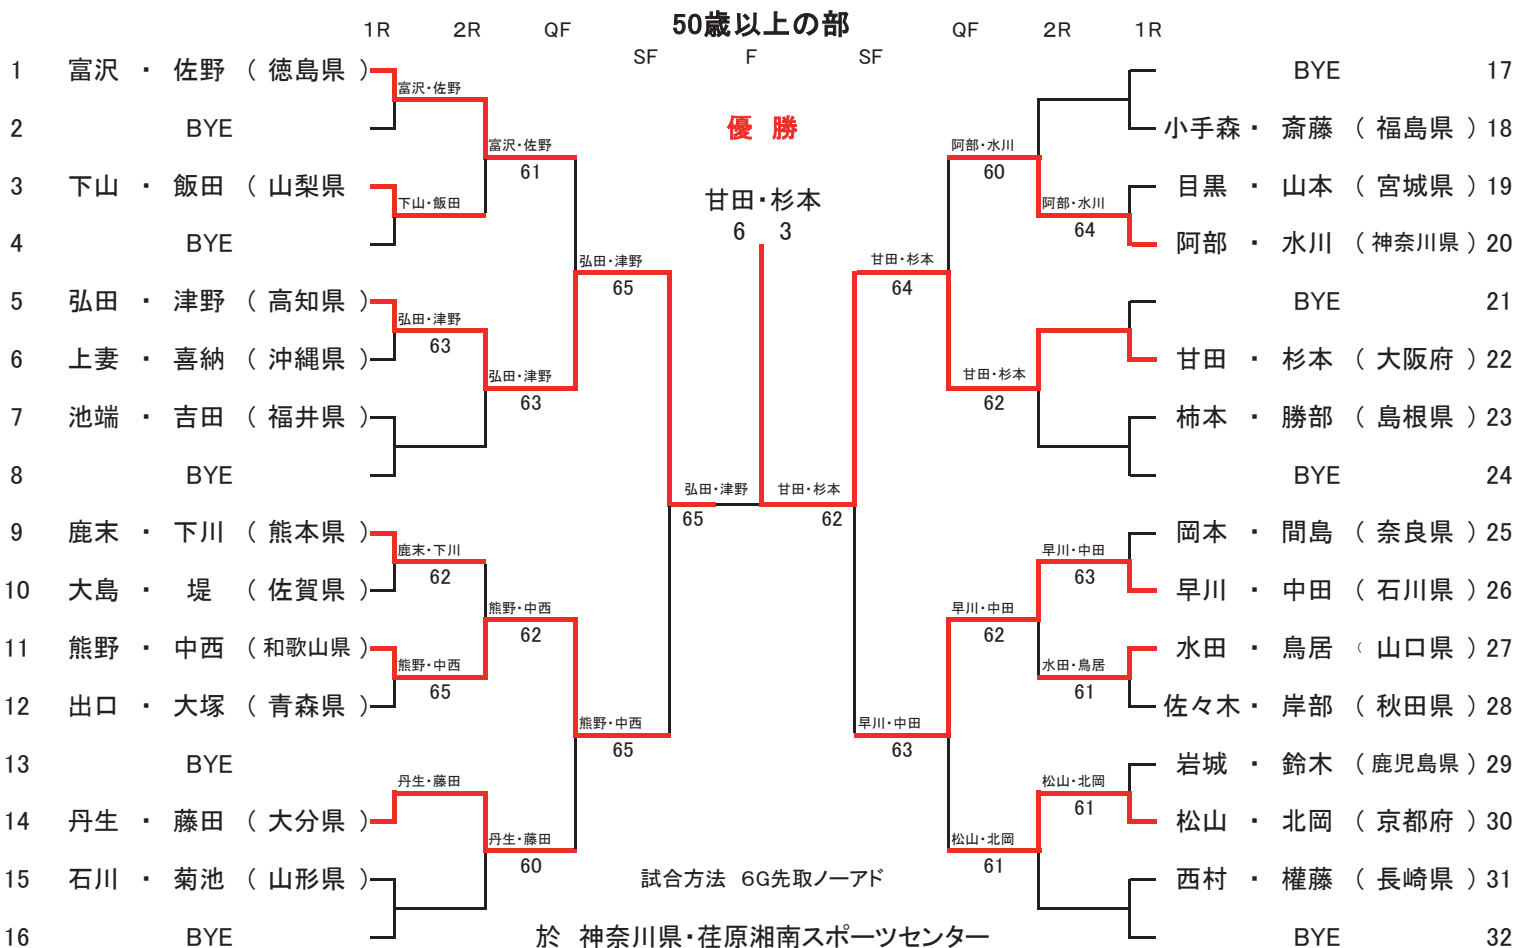 50歳以上の部
1R 2R QF SF F SF QF 2R 1R
優 勝
甘田・杉本
6 3
1 富沢 ・ 佐野 ( 徳島県 )
2 BYE
3 下山 ・ 飯田 ( 山梨県
4 BYE
5 弘田 ・ 津野 ( 高知県 )
6 上妻 ・ 喜納 ( 沖縄県 )
7 池端 ・ 吉田 ( 福井県 )
8 BYE
9 鹿末 ・ 下川 ( 熊本県 )
10 大島 ・ 堤 ( 佐賀県 )
11 熊野 ・ 中西 ( 和歌山県 )
12 出口 ・ 大塚 ( 青森県 )
13 BYE
14 丹生 ・ 藤田 ( 大分県 )
15 石川 ・ 菊池 ( 山形県 )
16 BYE
富沢・佐野
下山・飯田
弘田・津野
63
鹿末・下川
62
熊野・中西
65
丹生・藤田
富沢・佐野
61
弘田・津野
63
熊野・中西
62
丹生・藤田
60
弘田・津野
65
熊野・中西
65
弘田・津野
65
甘田・杉本
62
甘田・杉本
64
早川・中田
63
阿部・水川
60
甘田・杉本
62
早川・中田
62
松山・北岡
61
阿部・水川
64
早川・中田
63
水田・鳥居
61
松山・北岡
61
BYE 17
小手森・ 斎藤 ( 福島県 ) 18
目黒 ・ 山本 ( 宮城県 ) 19
阿部 ・ 水川 ( 神奈川県 ) 20
BYE 21
甘田 ・ 杉本 ( 大阪府 ) 22
柿本 ・ 勝部 ( 島根県 ) 23
BYE 24
岡本 ・ 間島 ( 奈良県 ) 25
早川 ・ 中田 ( 石川県 ) 26
水田 ・ 鳥居 ( 山口県 ) 27
佐々木・ 岸部 ( 秋田県 ) 28
岩城 ・ 鈴木 ( 鹿児島県 ) 29
松山 ・ 北岡 ( 京都府 ) 30
西村 ・ 權藤 ( 長崎県 ) 31
BYE 32
試合方法 6G先取ノーアド
於 神奈川県・荏原湘南スポーツセンター